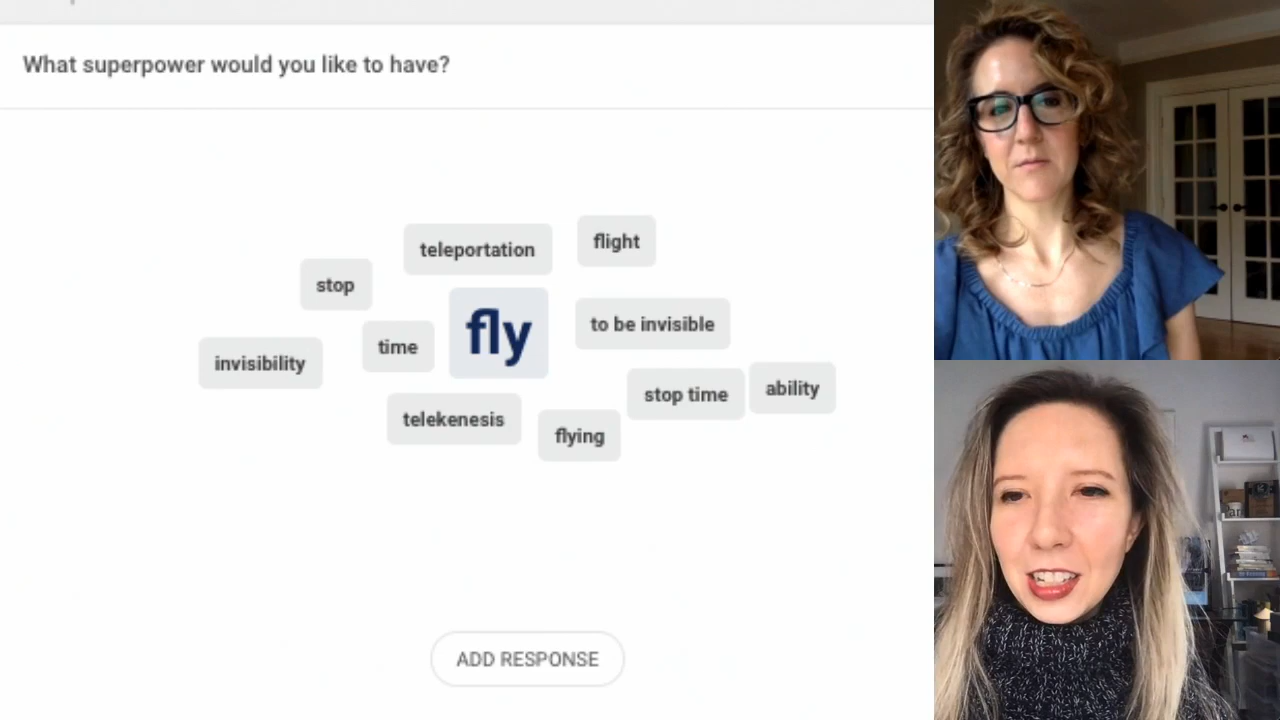 What superpower would you like to have?
teleportation
flight
stop
fly
to be invisible
time
invisibility
stop time
ability
telekenesis
flying
ADD RESPONSE